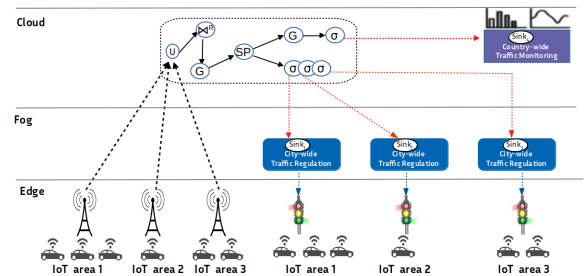 Cloud
⋈R
G
σ
U
SP
G
σ
σ
σ
Sink
Country-wide
Traffic Monitoring
Fog
Sink
City-wide
Traffic Regulation
Sink
City-wide
Traffic Regulation
Sink
City-wide
Traffic Regulation
Edge
IoT area 1
IoT area 2
IoT area 3
IoT area 1
IoT area 2
IoT area 3